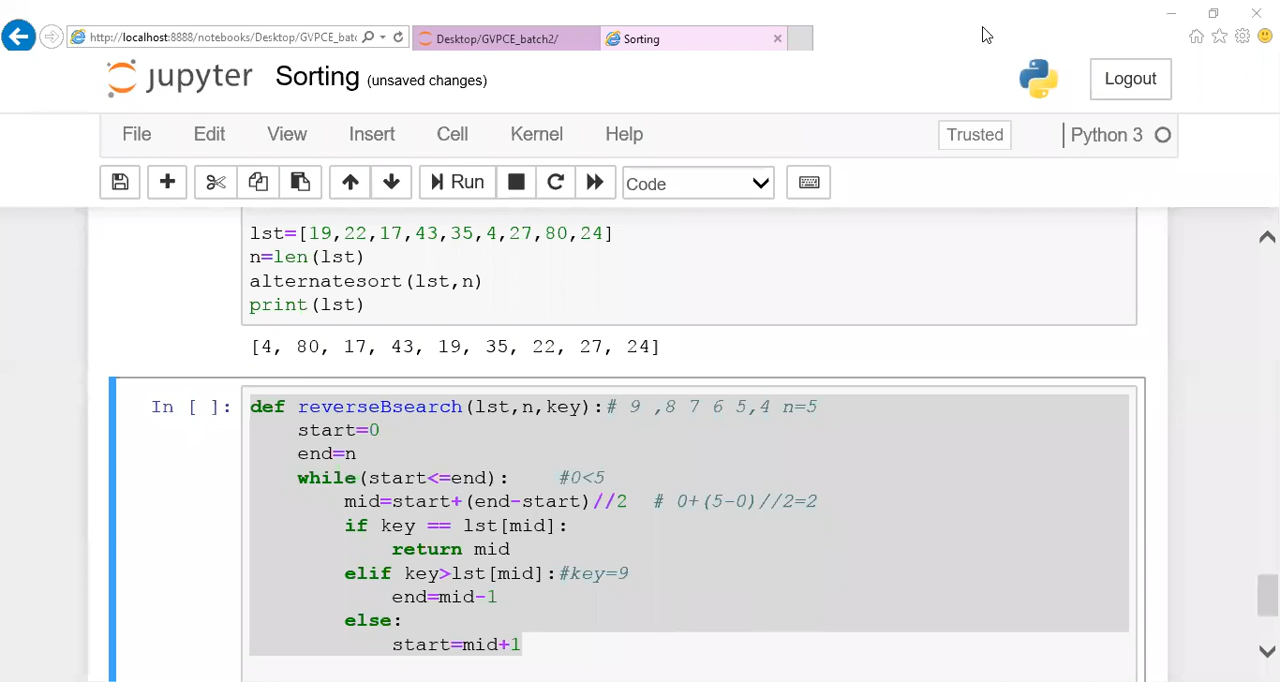 http://localhost:8888/notebooks/Desktop/GVPCE_batc Desktop/GVPCE_batch2/ Sorting
jupyter Sorting (unsaved changes) Logout
File Edit View Insert Cell Kernel Help Trusted Python 3
Run Code
lst=[19,22,17,43,35,4,27,80,24]
n=len(lst)
alternatesort(lst,n)
print(lst)
[4, 80, 17, 43, 19, 35, 22, 27, 24]
In [ ]: def reverseBsearch(lst,n,key):# 9 ,8 7 6 5,4 n=5
start=0
end=n
while(start<=end): #0<5
mid=start+(end-start)//2 # 0+(5-0)//2=2
if key == lst[mid]:
return mid
elif key>lst[mid]:#key=9
end=mid-1
else:
start=mid+1